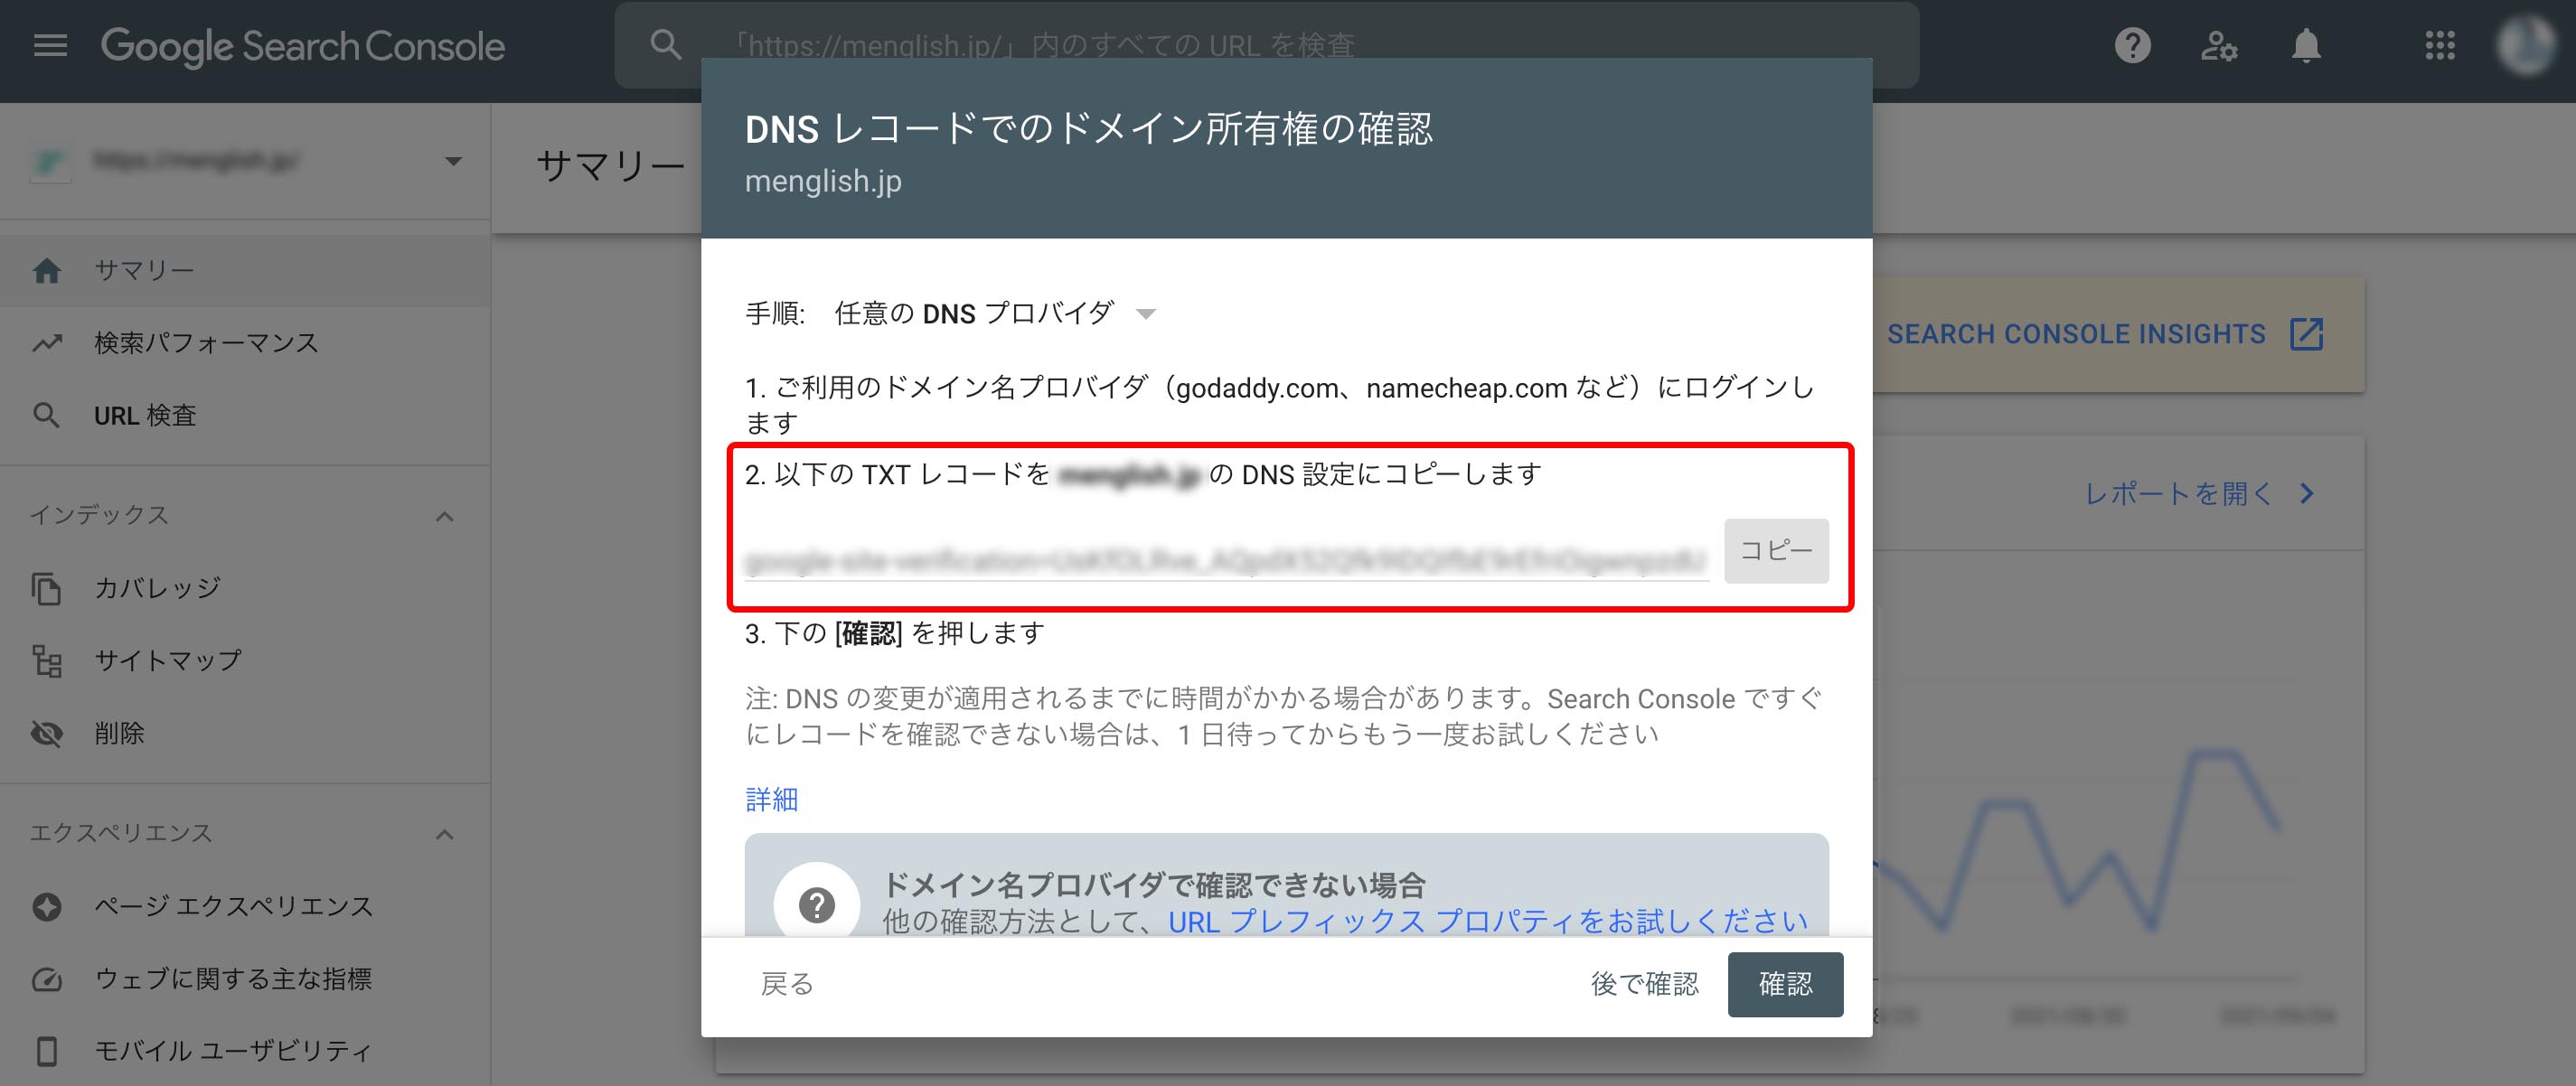 Google Search Console
「https://menglish.jp/」内のすべての URL を検査
サマリー
検索パフォーマンス
URL 検査
インデックス
カバレッジ
サイトマップ
削除
エクスペリエンス
ページ エクスペリエンス
ウェブに関する主な指標
モバイル ユーザビリティ
サマリー
SEARCH CONSOLE INSIGHTS
レポートを開く
DNS レコードでのドメイン所有権の確認
menglish.jp
手順: 任意の DNS プロバイダ
1. ご利用のドメイン名プロバイダ（godaddy.com、namecheap.com など）にログインし
ます
2. 以下の TXT レコードを menglish.jp の DNS 設定にコピーします
コピー
3. 下の [確認] を押します
注: DNS の変更が適用されるまでに時間がかかる場合があります。Search Console ですぐ
にレコードを確認できない場合は、1 日待ってからもう一度お試しください
詳細
ドメイン名プロバイダで確認できない場合
他の確認方法として、URL プレフィックス プロパティをお試しください
戻る
後で確認
確認